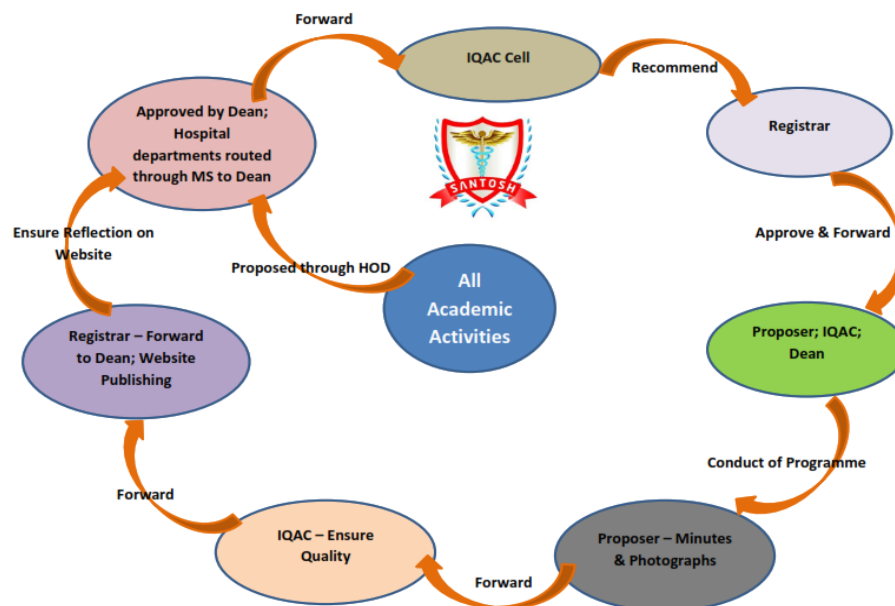 Forward
IQAC Cell
Recommend
Approved by Dean;
Hospital
departments routed
through MS to Dean
Registrar
SANTOSH
Ensure Reflection on
Website
Approve & Forward
Proposed through HOD
All
Academic
Activities
Registrar – Forward
to Dean; Website
Publishing
Proposer; IQAC;
Dean
Conduct of Programme
Forward
IQAC – Ensure
Quality
Proposer – Minutes
& Photographs
Forward